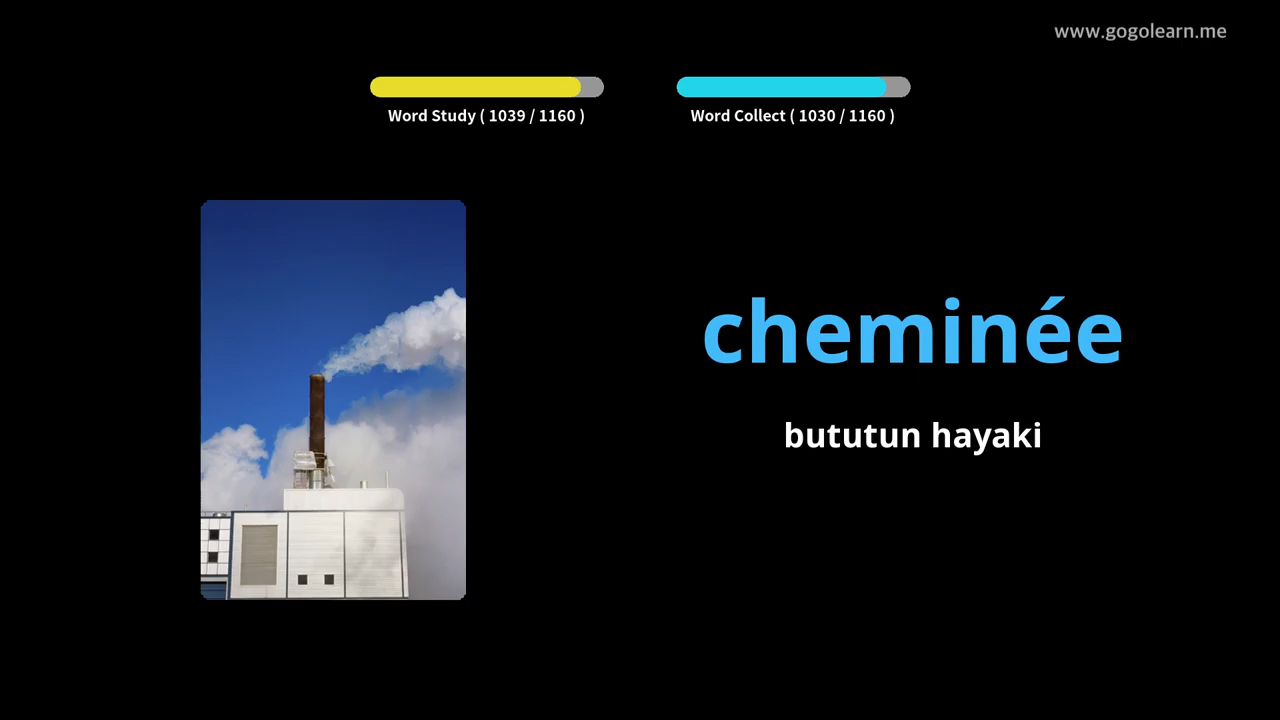 www.gogolearn.me
Word Study ( 1039 / 1160 )
Word Collect ( 1030 / 1160 )
cheminée
bututun hayaki